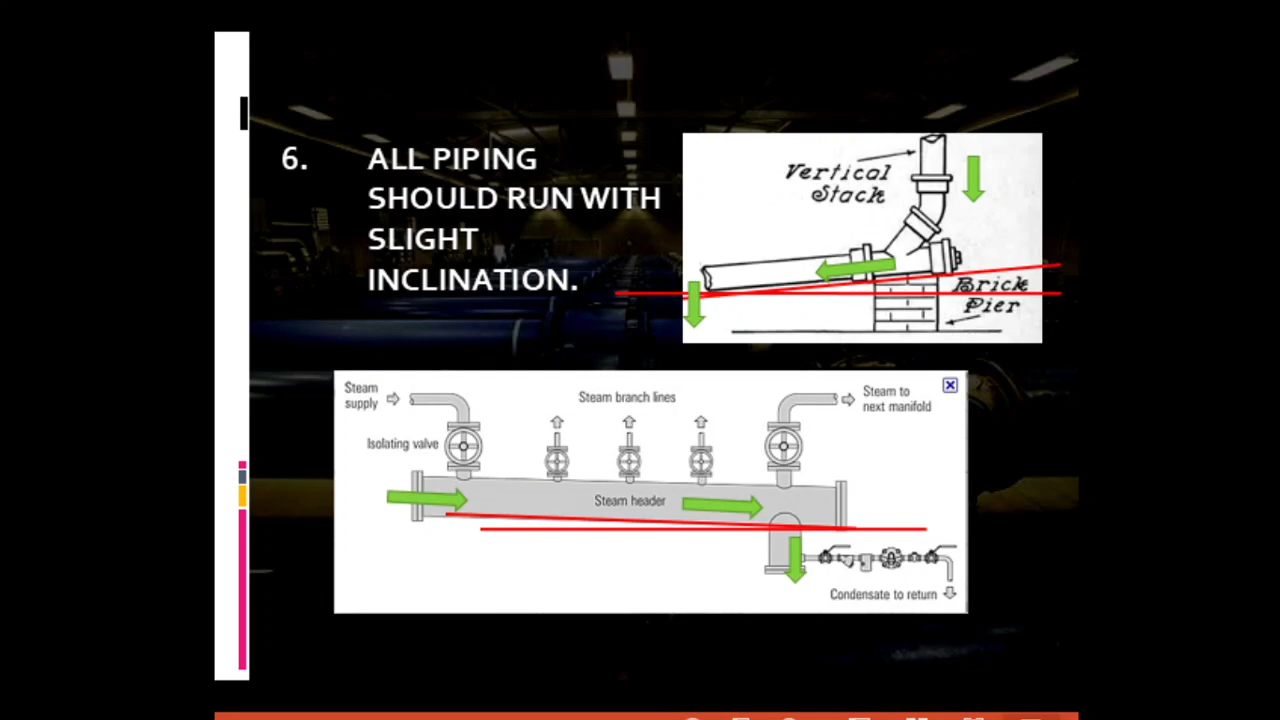 6. ALL PIPING
SHOULD RUN WITH
SLIGHT
INCLINATION.
Vertical
Stack
Brick
Pier
Steam
supply
Steam branch lines
Steam to
next manifold
Isolating valve
Steam header
Condensate to return